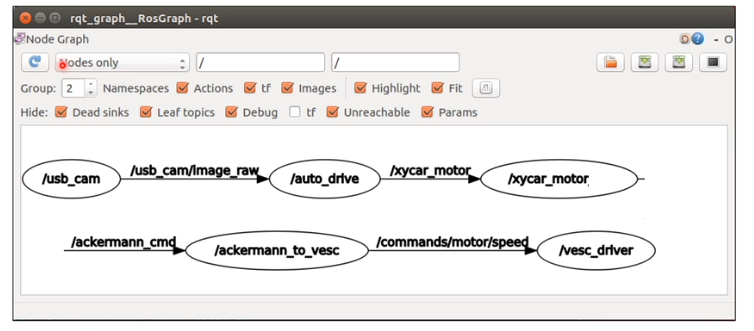 rqt_graph__RosGraph - rqt
Node Graph
D - O
Nodes only / /
Group: 2 Namespaces Actions tf Images Highlight Fit
Hide: Dead sinks Leaf topics Debug tf Unreachable Params
/usb_cam /usb_cam/image_raw /auto_drive /xycar_motor /xycar_motor
/ackermann_cmd /ackermann_to_vesc /commands/motor/speed /vesc_driver